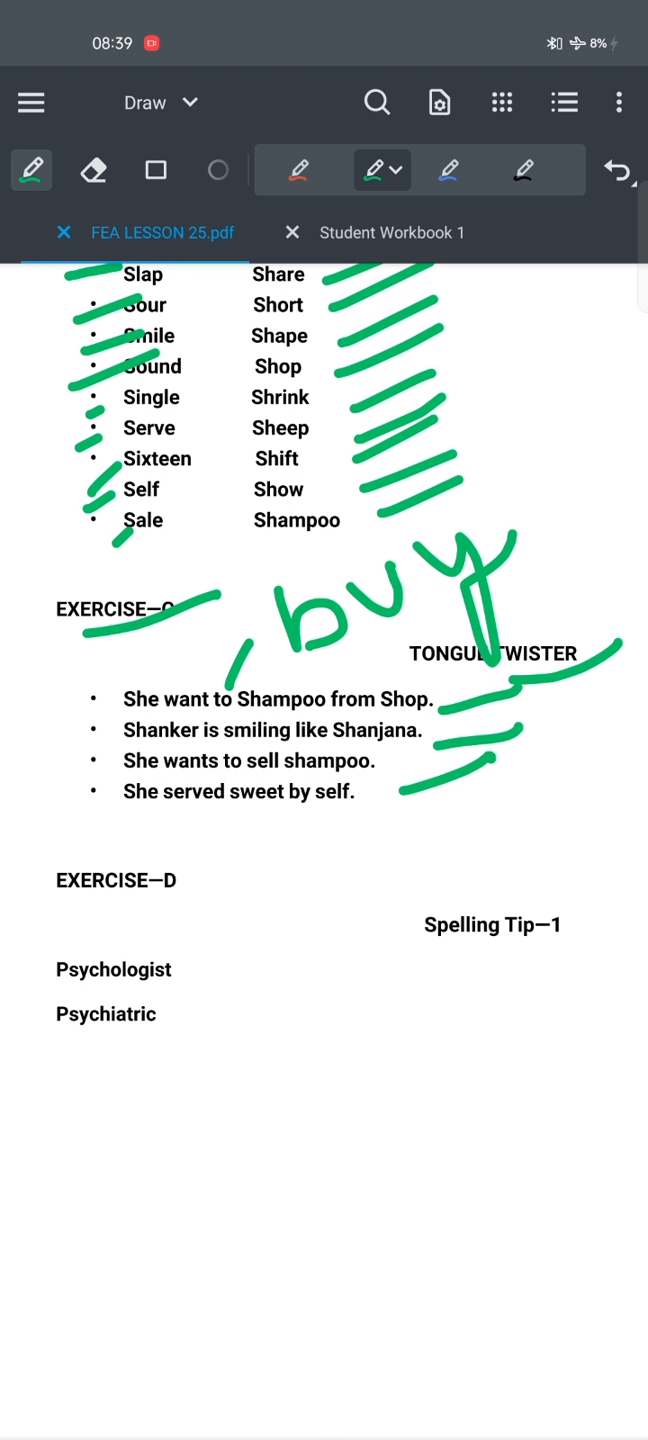 08:39 8%
Draw
FEA LESSON 25.pdf Student Workbook 1
Slap Share
Sour Short
Smile Shape
Sound Shop
Single Shrink
Serve Sheep
Sixteen Shift
Self Show
Sale Shampoo
buy
EXERCISE—C
TONGUE TWISTER
She want to Shampoo from Shop.
Shanker is smiling like Shanjana.
She wants to sell shampoo.
She served sweet by self.
EXERCISE—D
Spelling Tip—1
Psychologist
Psychiatric